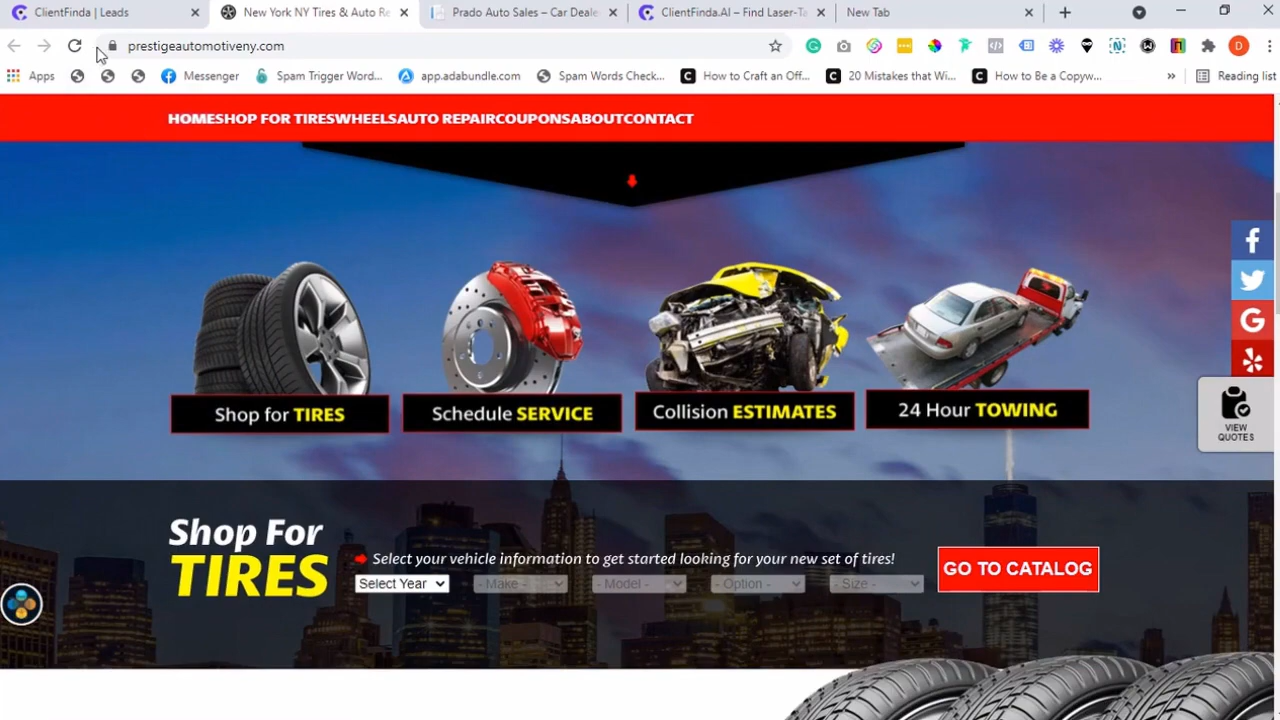 ClientFinda | Leads
New York NY Tires & Auto Re
Prado Auto Sales – Car Deale
ClientFinda.AI – Find Laser-Ta
New Tab
prestigeautomotiveny.com
D
Apps
Messenger
Spam Trigger Word...
app.adabundle.com
Spam Words Check...
How to Craft an Off...
20 Mistakes that Wi...
How to Be a Copyw...
»
Reading list
HOMESHOP FOR TIRESWHEELSAUTO REPAIRCOUPONSABOUTCONTACT
Shop for TIRES
Schedule SERVICE
Collision ESTIMATES
24 Hour TOWING
VIEW
QUOTES
Shop For
TIRES
Select your vehicle information to get started looking for your new set of tires!
Select Year
- Make -
- Model -
- Option -
- Size -
GO TO CATALOG